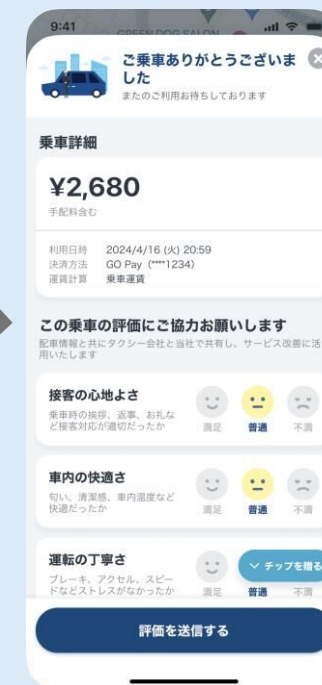 9:41
GREEN DOG SALON
ご乗車ありがとうございま
した
またのご利用お待ちしております
乗車詳細
¥2,680
手配料含む
利用日時 2024/4/16 (火) 20:59
決済方法 GO Pay (****1234)
運賃計算 乗車運賃
この乗車の評価にご協力お願いします
配車情報と共にタクシー会社と当社で共有し、サービス改善に活
用いたします
接客の心地よさ
乗車時の挨拶、返事、お礼な
ど接客対応が適切だったか
満足 普通 不満
車内の快適さ
匂い、清潔感、車内温度など
快適だったか
満足 普通 不満
運転の丁寧さ
ブレーキ、アクセル、スピー
ドなどストレスがなかったか
チップを贈る
満足 普通 不満
評価を送信する